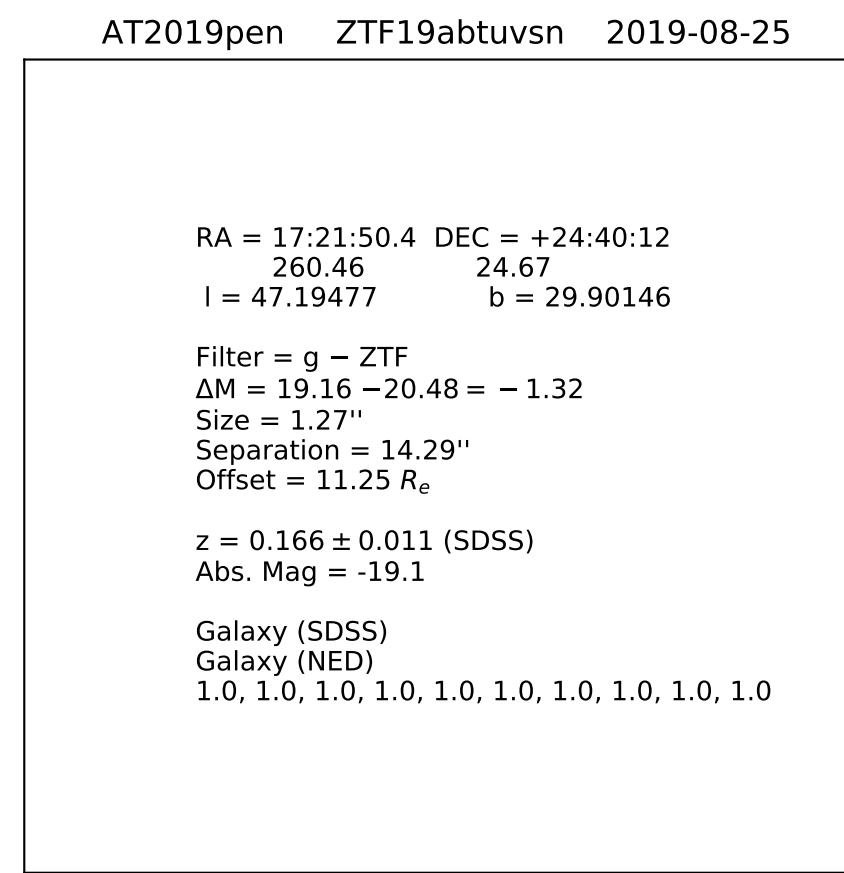 AT2019pen ZTF19abtuvsn 2019-08-25
RA = 17:21:50.4 DEC = +24:40:12
260.46 24.67
l = 47.19477 b = 29.90146
Filter = g − ZTF
ΔM = 19.16 −20.48 = − 1.32
Size = 1.27''
Separation = 14.29''
Offset = 11.25 Rₑ
z = 0.166 ± 0.011 (SDSS)
Abs. Mag = -19.1
Galaxy (SDSS)
Galaxy (NED)
1.0, 1.0, 1.0, 1.0, 1.0, 1.0, 1.0, 1.0, 1.0, 1.0